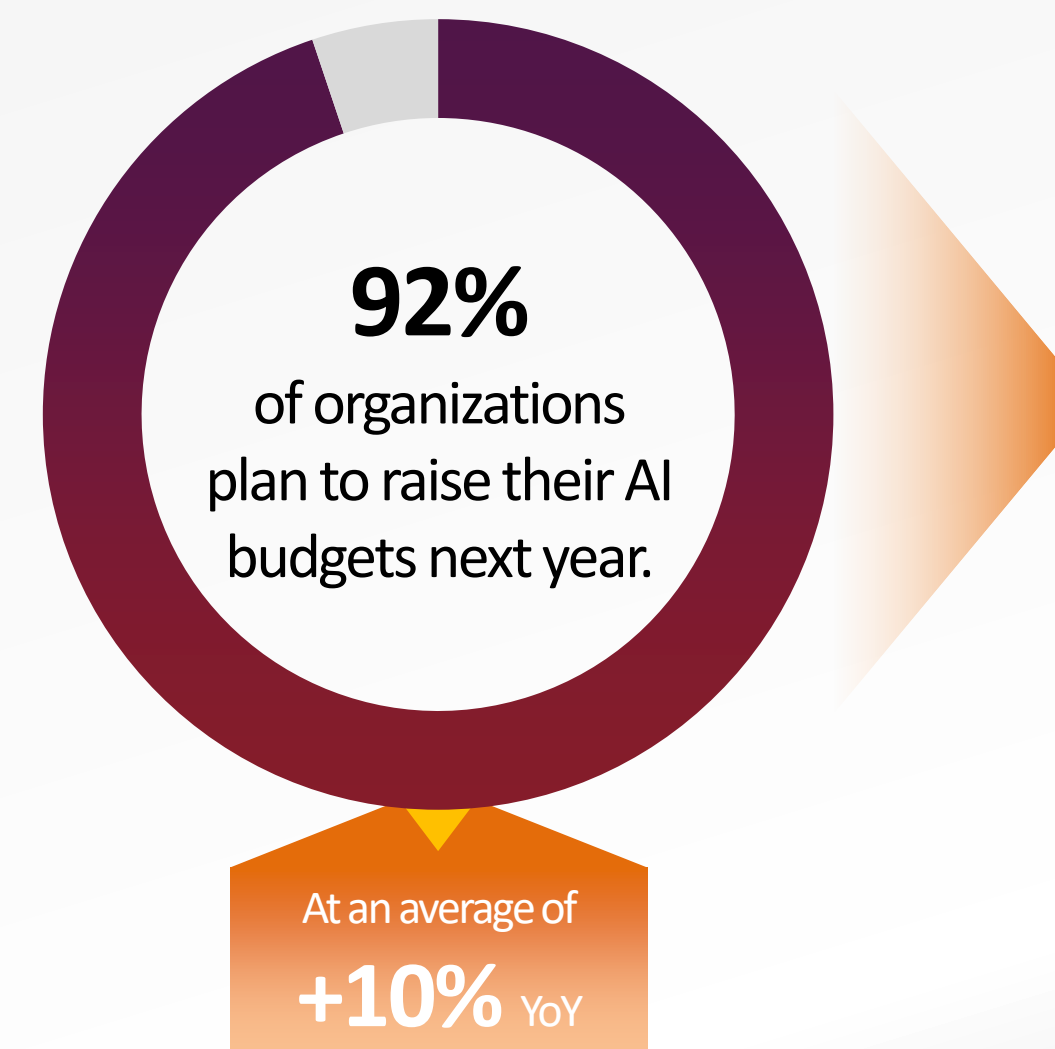 92%
of organizations
plan to raise their AI
budgets next year.
At an average of
+10% YoY